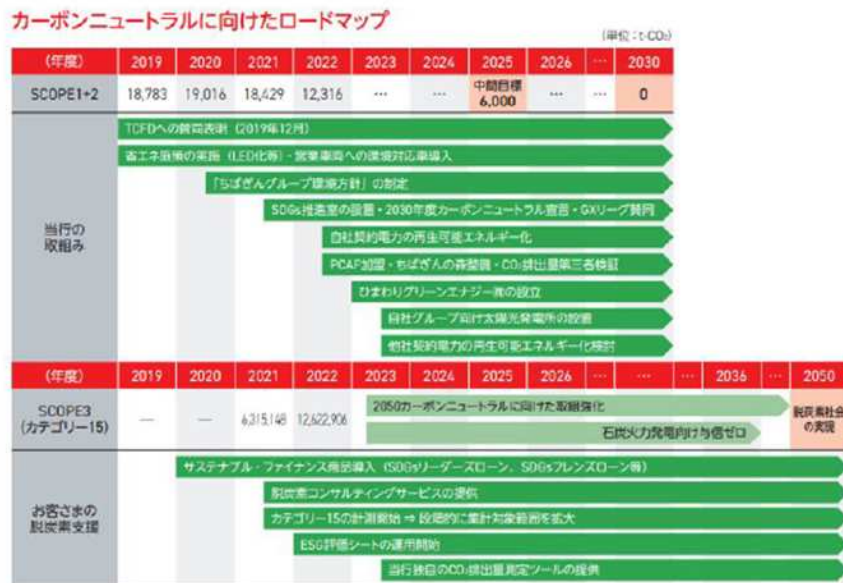 カーボンニュートラルに向けたロードマップ
(単位:t-CO₂)
(年度) 2019 2020 2021 2022 2023 2024 2025 2026 … 2030
SCOPE1+2 18,783 19,016 18,429 12,316 … … 中間目標 6,000 … … 0
当行の
取組み
TCFDへの賛同表明(2019年12月)
省エネ施策の実施(LED化等)・営業車両への環境対応車導入
「ちばぎんグループ環境方針」の制定
SDGs推進室の設置・2030年度カーボンニュートラル宣言・GXリーグ賛同
自社契約電力の再生可能エネルギー化
PCAF加盟・ちばぎんの森整備・CO₂排出量第三者検証
ひまわりグリーンエナジー㈱の設立
自社グループ向け太陽光発電所の設置
他社契約電力の再生可能エネルギー化検討
(年度) 2019 2020 2021 2022 2023 2024 2025 2026 … … … 2036 … 2050
SCOPE3
(カテゴリー15)
— — 6,315,148 12,622,906
2050カーボンニュートラルに向けた取組強化
石炭火力発電向け与信ゼロ
脱炭素社会
の実現
お客さまの
脱炭素支援
サステナブル・ファイナンス商品導入(SDGsリーダーズローン、SDGsフレンズローン等)
脱炭素コンサルティングサービスの提供
カテゴリー15の計測開始 ⇒ 段階的に集計対象範囲を拡大
ESG評価シートの運用開始
当行独自のCO₂排出量測定ツールの提供